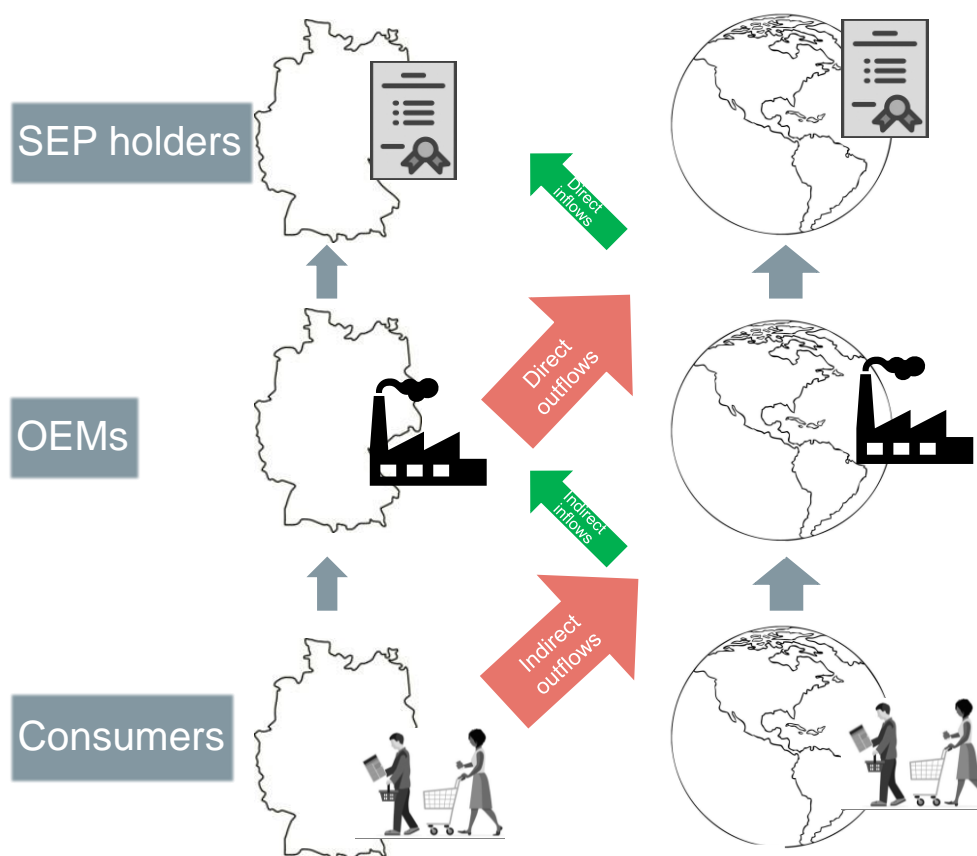 SEP holders
Direct
inflows
Direct
outflows
OEMs
Indirect
inflows
Indirect
outflows
Consumers